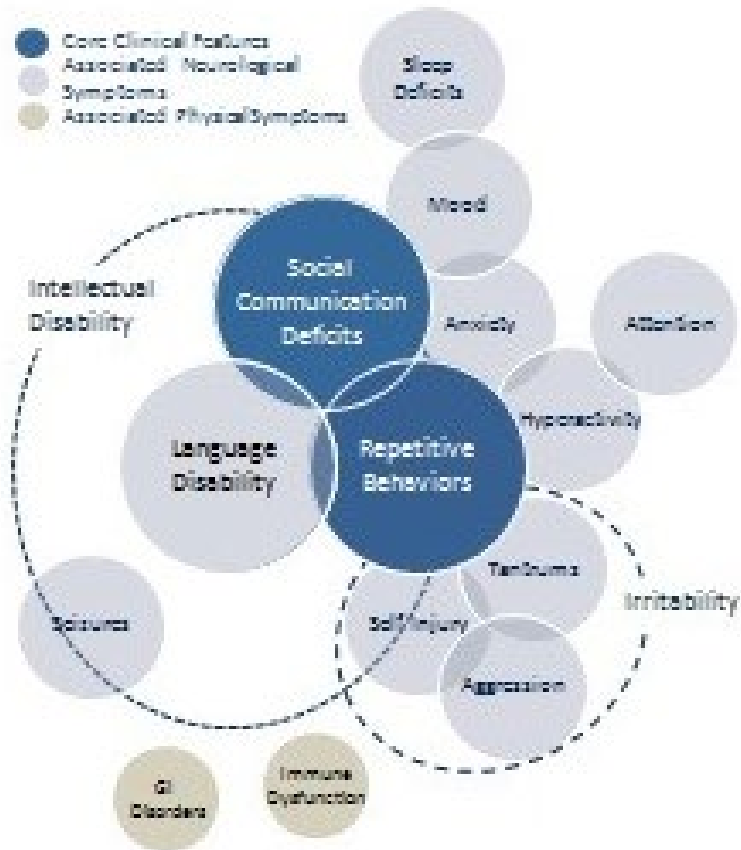 Core Clinical Features
Associated Neurological
Symptoms
Associated Physical Symptoms
Sleep
Deficits
Mood
Social
Communication
Deficits
Intellectual
Disability
Anxiety
Attention
Hyperactivity
Language
Disability
Repetitive
Behaviors
Tantrums
Irritability
Seizures
Self Injury
Aggression
GI
Disorders
Immune
Dysfunction